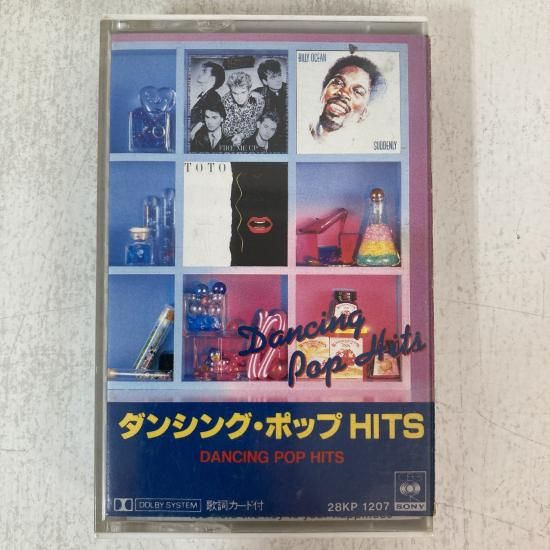 BILLY OCEAN
FIRE ME UP
SUDDENLY
TOTO
Dancing
Pop Hits
ダンシング・ポップ HITS
DANCING POP HITS
DOLBY SYSTEM
歌詞カード付
28KP 1207
CBS
SONY